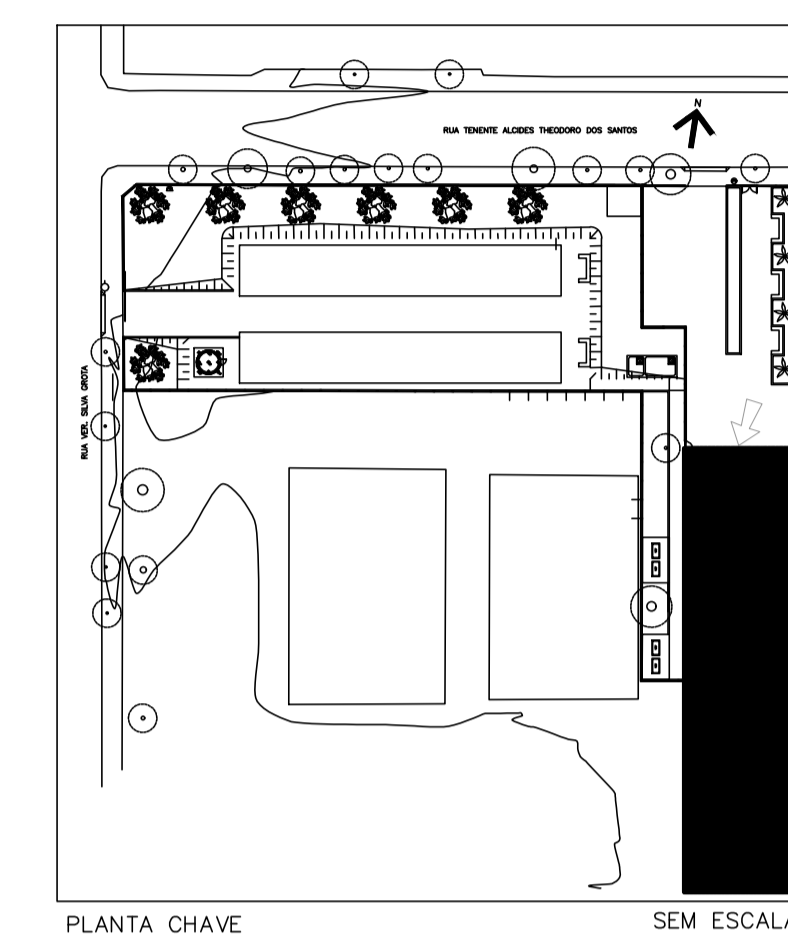 N
RUA TENENTE ALCIDES THEODORO DOS SANTOS
RUA VER. SILVA GROTA
PLANTA CHAVE
SEM ESCALA